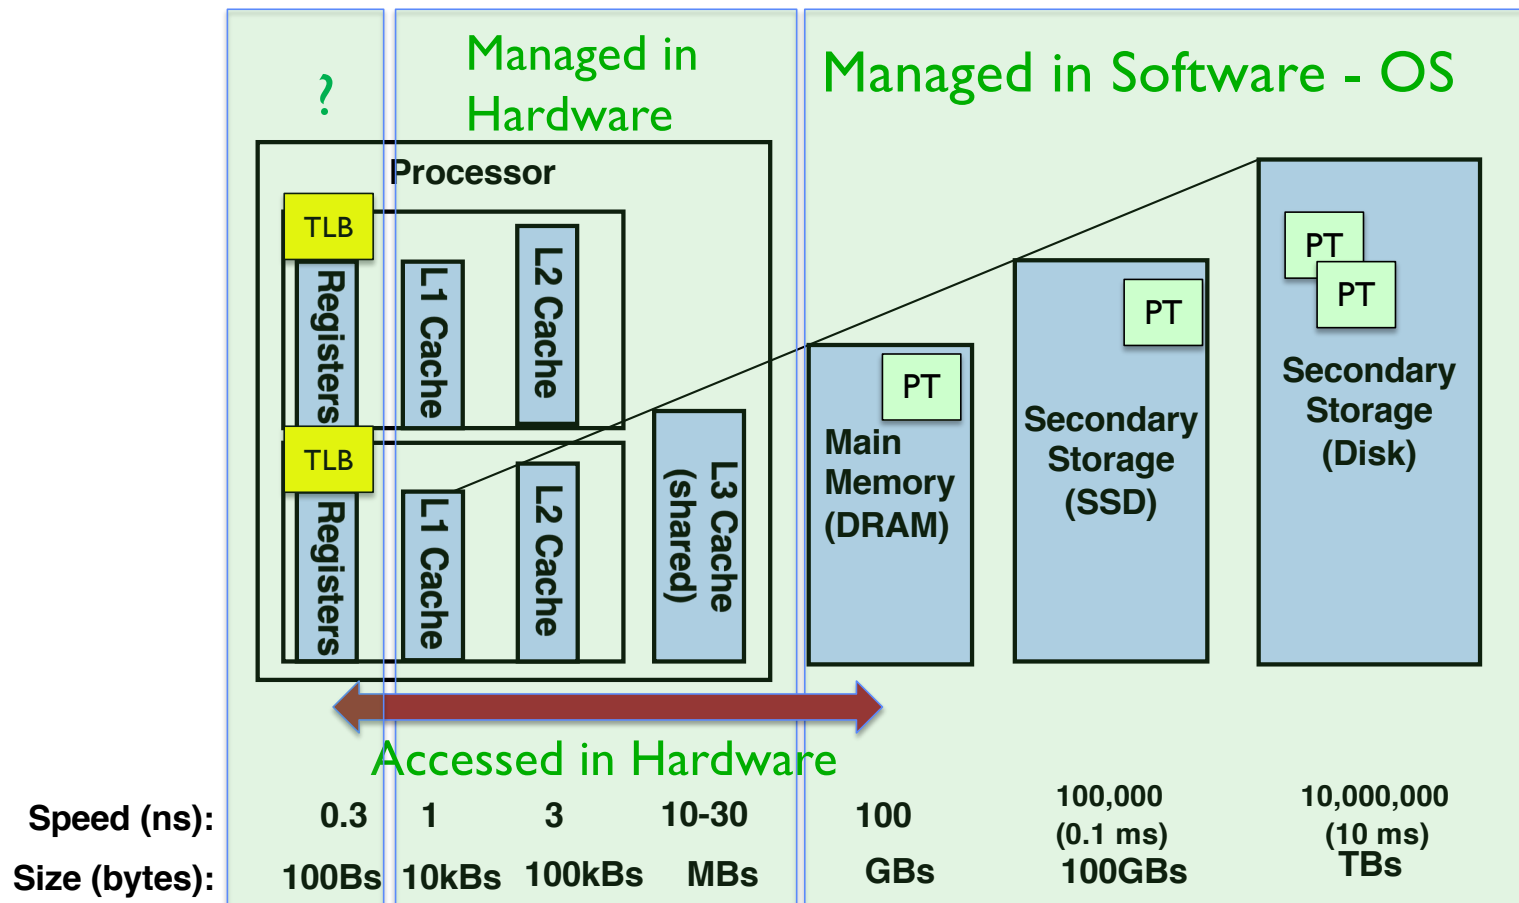 ?
Managed in
Hardware
Managed in Software - OS
Processor
TLB
Registers
L1 Cache
L2 Cache
TLB
Registers
L1 Cache
L2 Cache
L3 Cache
(shared)
PT
Main
Memory
(DRAM)
PT
Secondary
Storage
(SSD)
PT
PT
Secondary
Storage
(Disk)
Accessed in Hardware
Speed (ns): 0.3 1 3 10-30 100 100,000 10,000,000
(0.1 ms) (10 ms)
Size (bytes): 100Bs 10kBs 100kBs MBs GBs 100GBs TBs